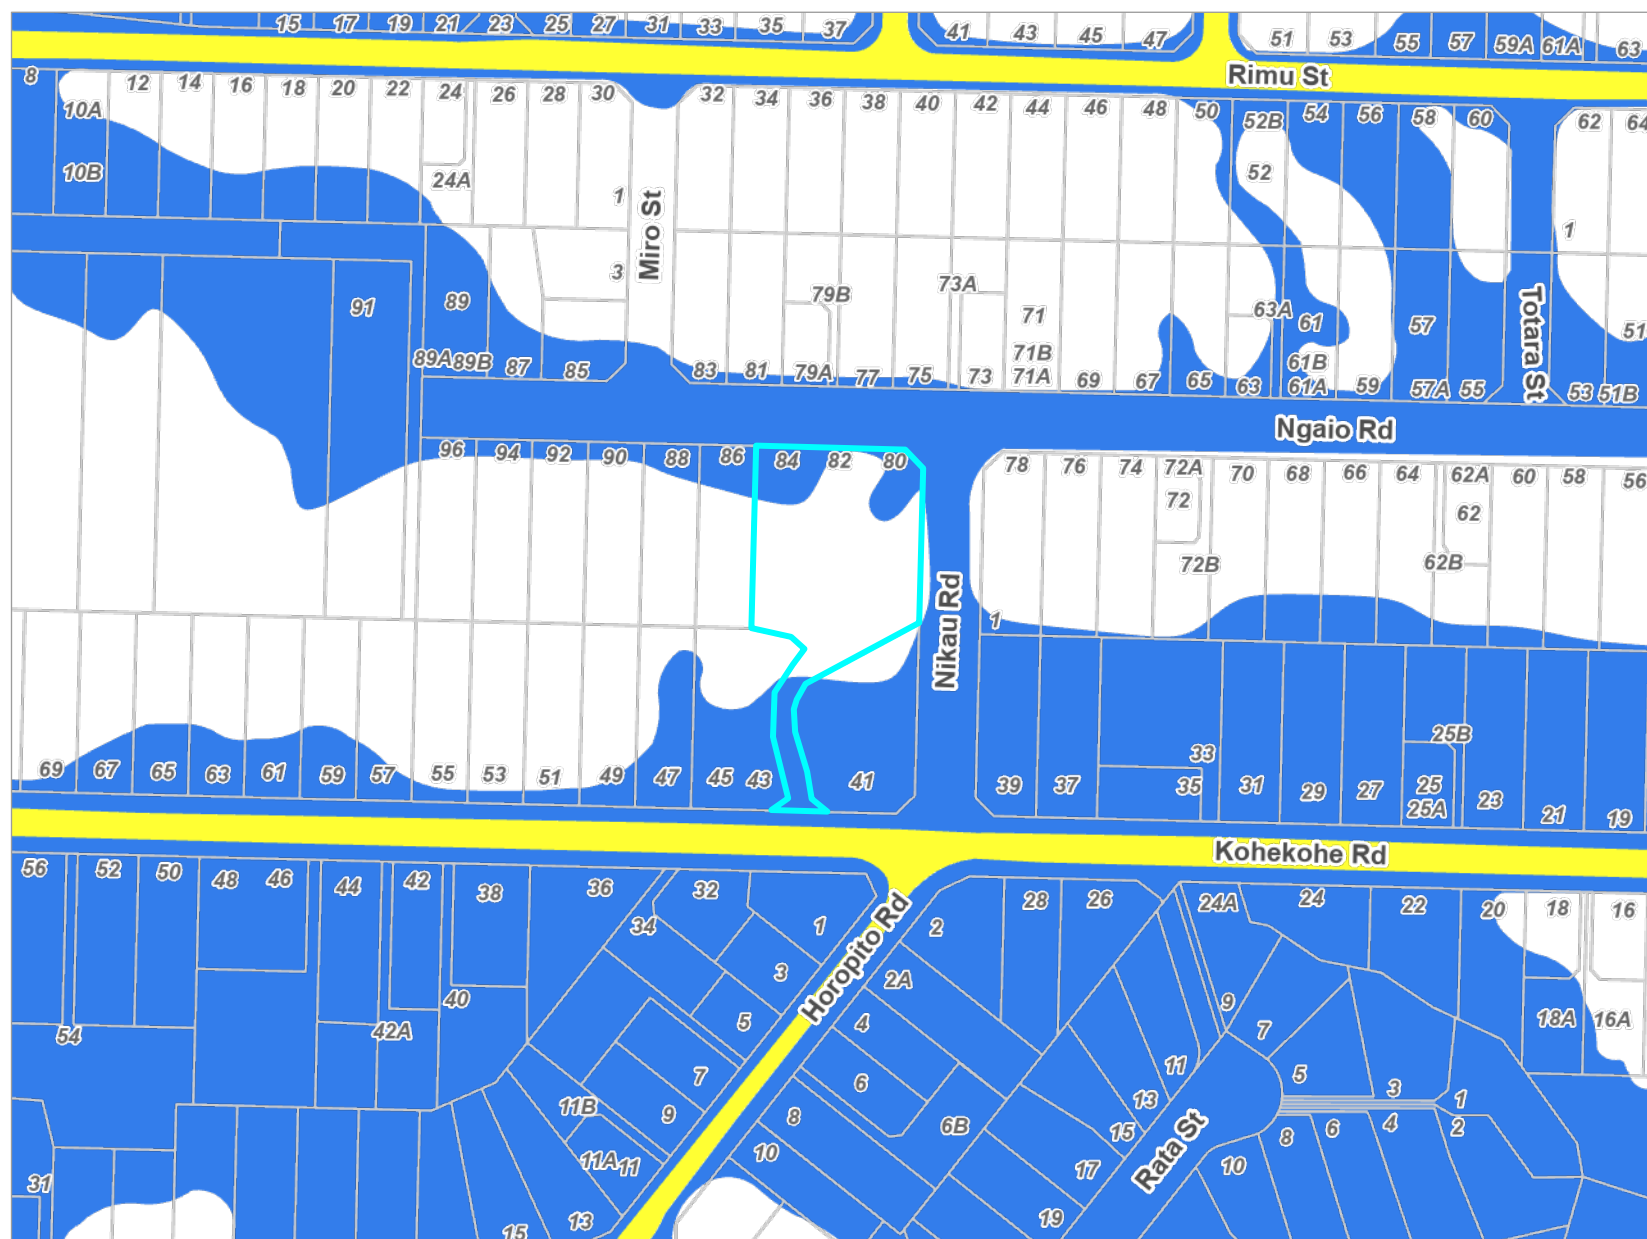 15 17 19 21 23 25 27 31 33 35 37 41 43 45 47 51 53 55 57 59A 61A 63
Rimu St
8 10A 12 14 16 18 20 22 24 26 28 30 32 34 36 38 40 42 44 46 48 50 52B 54 56 58 60 62 64
10B 24A 1 52 1
Miro St
3 79B 73A 71 63A 61 57 51
91 89
Totara St
89A 89B 87 85 83 81 79A 77 75 73 71B 71A 69 67 65 63 61B 61A 59 57A 55 53 51B
Ngaio Rd
96 94 92 90 88 86 84 82 80 78 76 74 72A 70 68 66 64 62A 60 58 56
72 62
72B 62B
1
Nikau Rd
33 25B
69 67 65 63 61 59 57 55 53 51 49 47 45 43 41 39 37 35 31 29 27 25 25A 23 21 19
Kohekohe Rd
56 52 50 48 46 44 42 38 36 32 28 26 24A 24 22 20 18 16
34 1 2
Horopito Rd
3 2A
40 9
54 42A 5 4 7 18A 16A
7 6 11 5 3 1
11B 9 8 13 6B 15 8 6 4 2
Rata St
31 11A 11 10 17 10
15 13 19